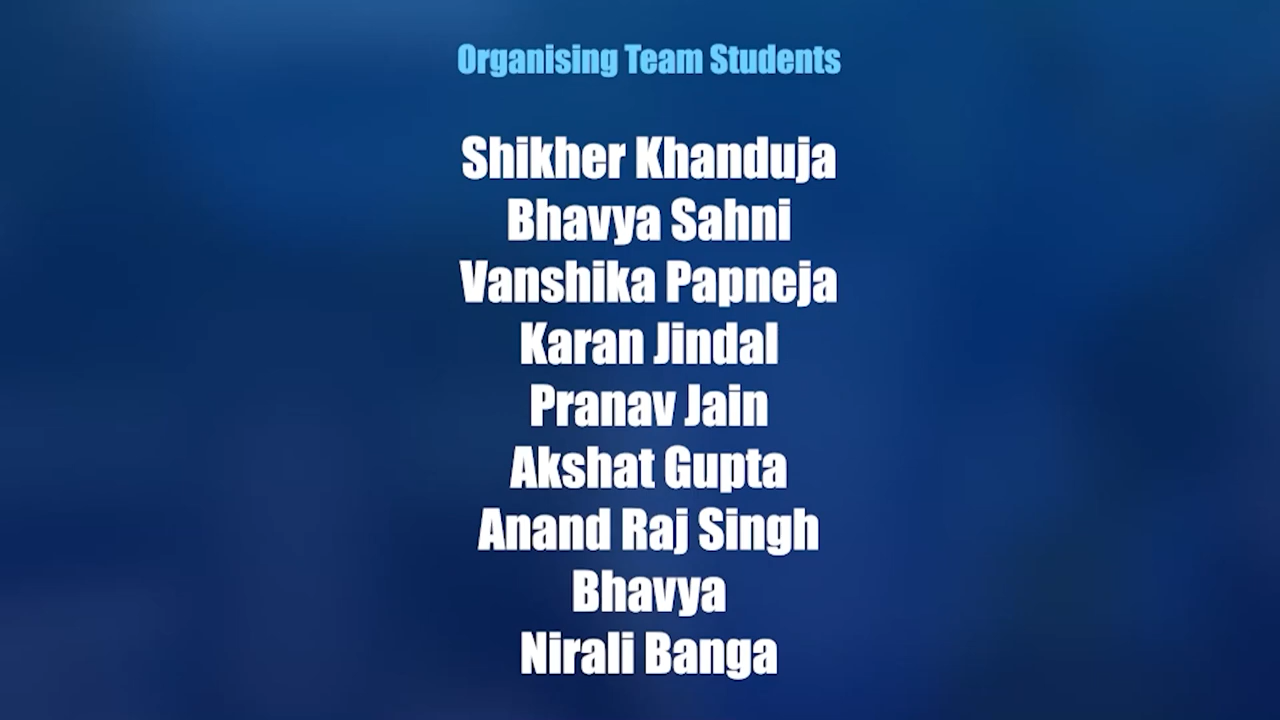 Organising Team Students
Shikher Khanduja
Bhavya Sahni
Vanshika Papneja
Karan Jindal
Pranav Jain
Akshat Gupta
Anand Raj Singh
Bhavya
Nirali Banga